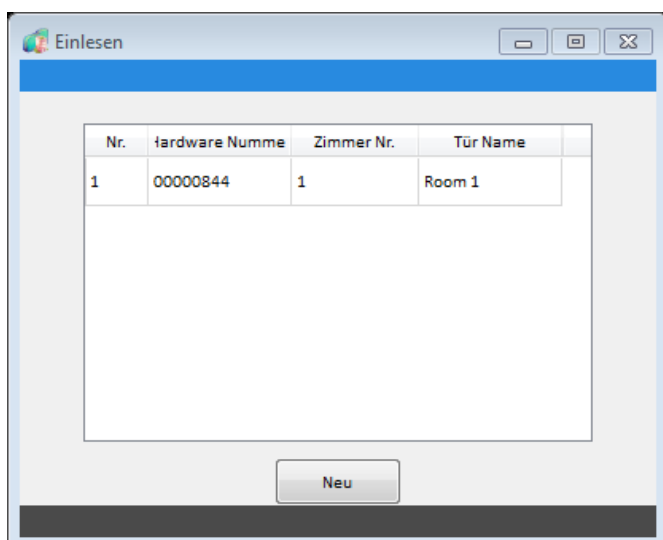 Einlesen
Nr. Hardware Numme Zimmer Nr. Tür Name
1 00000844 1 Room 1
Neu